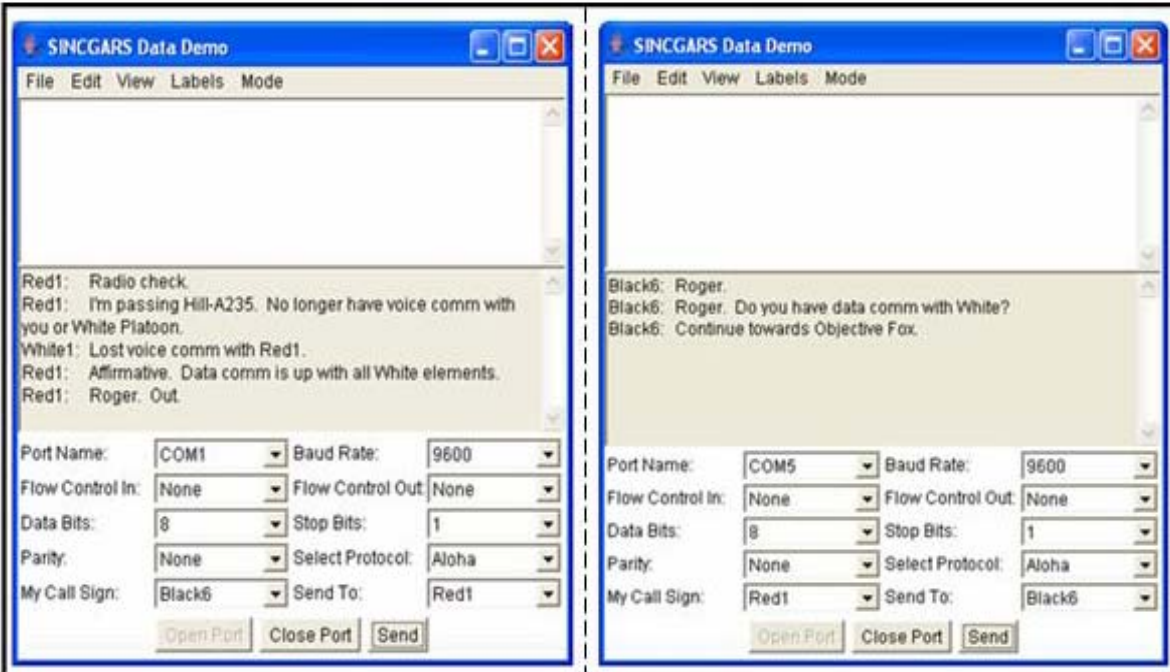 SINCGARS Data Demo
File Edit View Labels Mode
Red1: Radio check.
Red1: I'm passing Hill-A235. No longer have voice comm with
you or White Platoon.
White1: Lost voice comm with Red1.
Red1: Affirmative. Data comm is up with all White elements.
Red1: Roger. Out.
Port Name: COM1 Baud Rate: 9600
Flow Control In: None Flow Control Out: None
Data Bits: 8 Stop Bits: 1
Parity: None Select Protocol: Aloha
My Call Sign: Black6 Send To: Red1
Open Port Close Port Send
SINCGARS Data Demo
File Edit View Labels Mode
Black6: Roger.
Black6: Roger. Do you have data comm with White?
Black6: Continue towards Objective Fox.
Port Name: COM5 Baud Rate: 9600
Flow Control In: None Flow Control Out: None
Data Bits: 8 Stop Bits: 1
Parity: None Select Protocol: Aloha
My Call Sign: Red1 Send To: Black6
Open Port Close Port Send